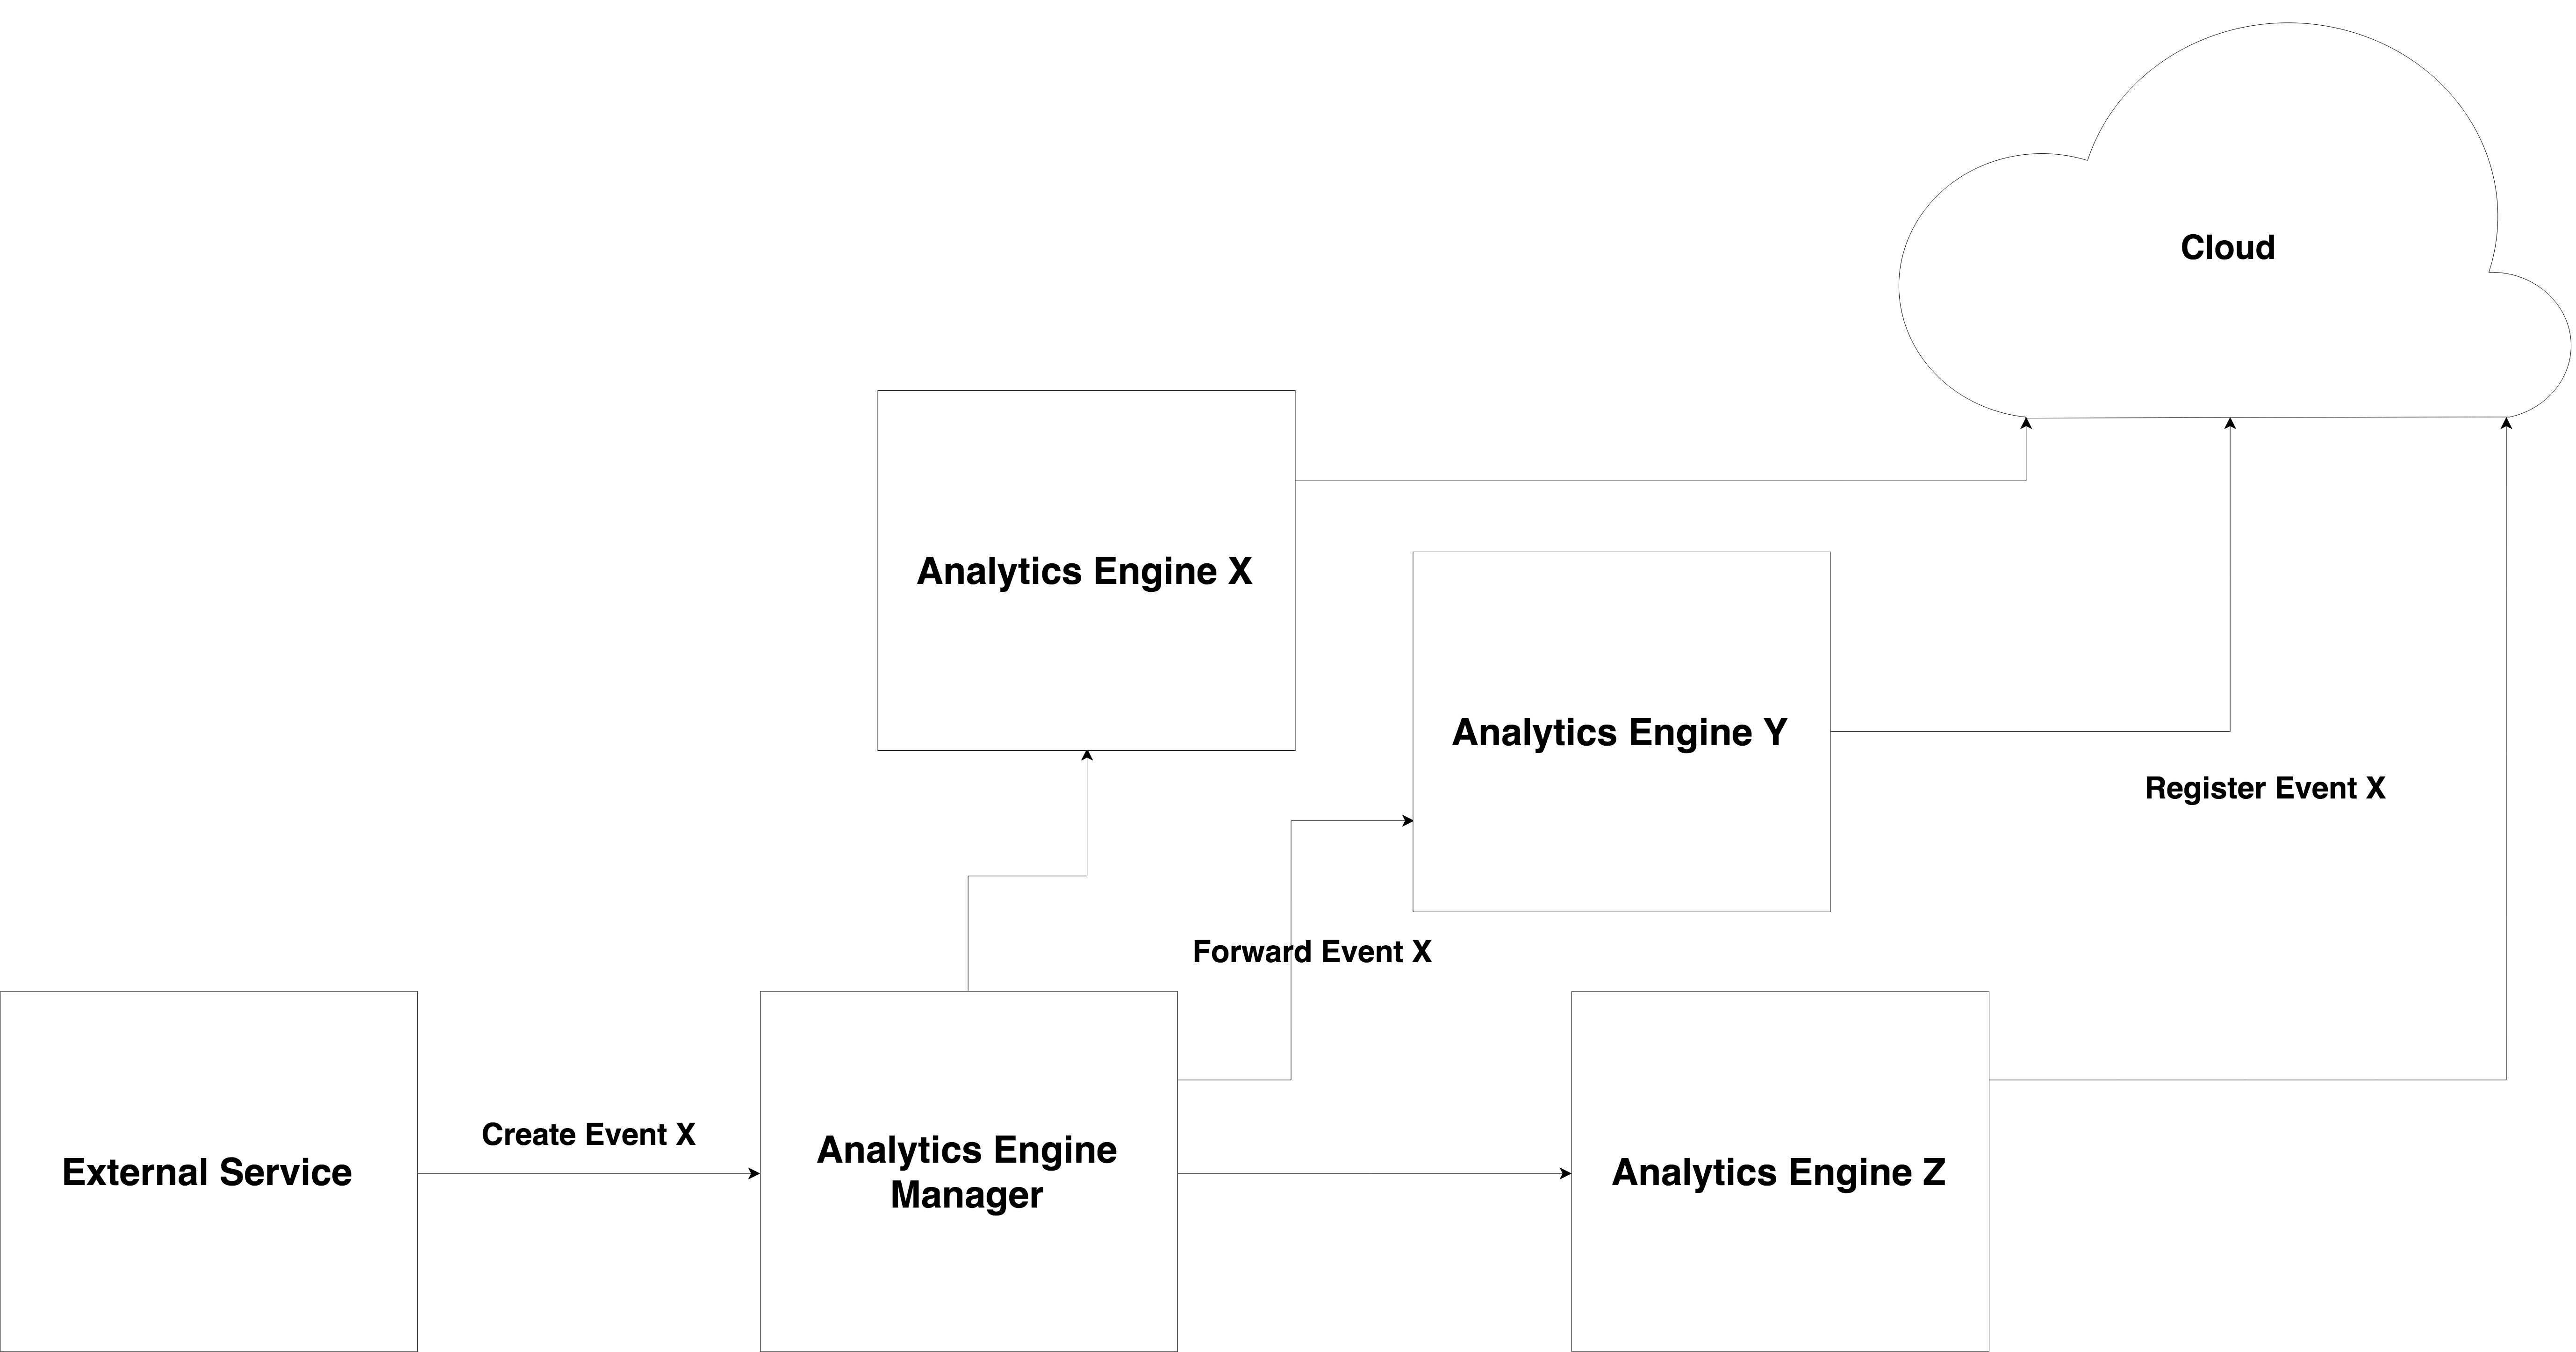 Cloud
Analytics Engine X
Analytics Engine Y
Register Event X
Forward Event X
Create Event X
External Service
Analytics Engine
Manager
Analytics Engine Z